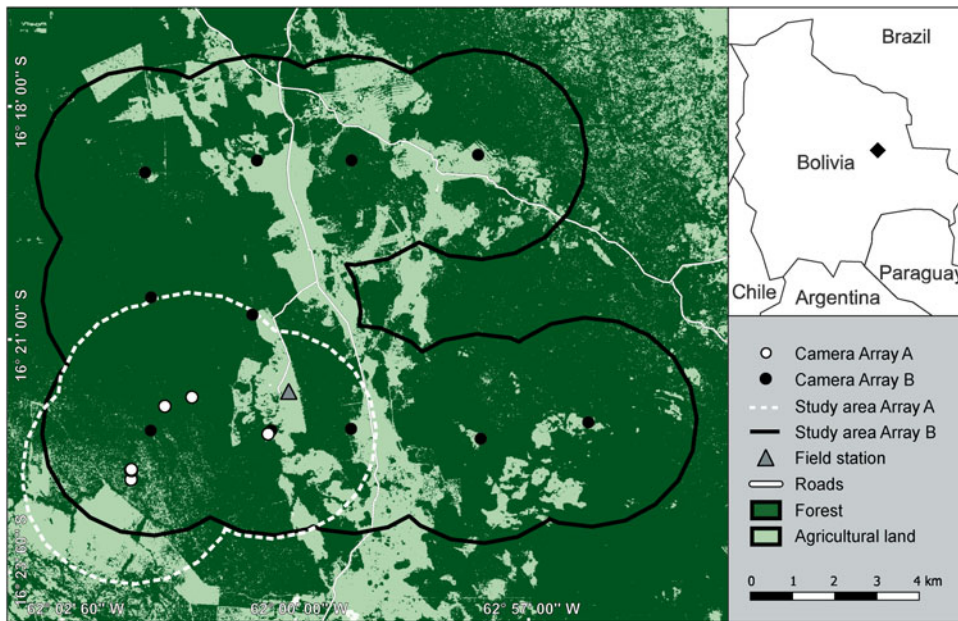 16° 18' 00'' S
16° 21' 00'' S
16° 23' 60'' S
62° 02' 60'' W
62° 00' 00'' W
62° 57' 00'' W
Brazil
Bolivia
Paraguay
Chile
Argentina
Camera Array A
Camera Array B
Study area Array A
Study area Array B
Field station
Roads
Forest
Agricultural land
0 1 2 3 4 km